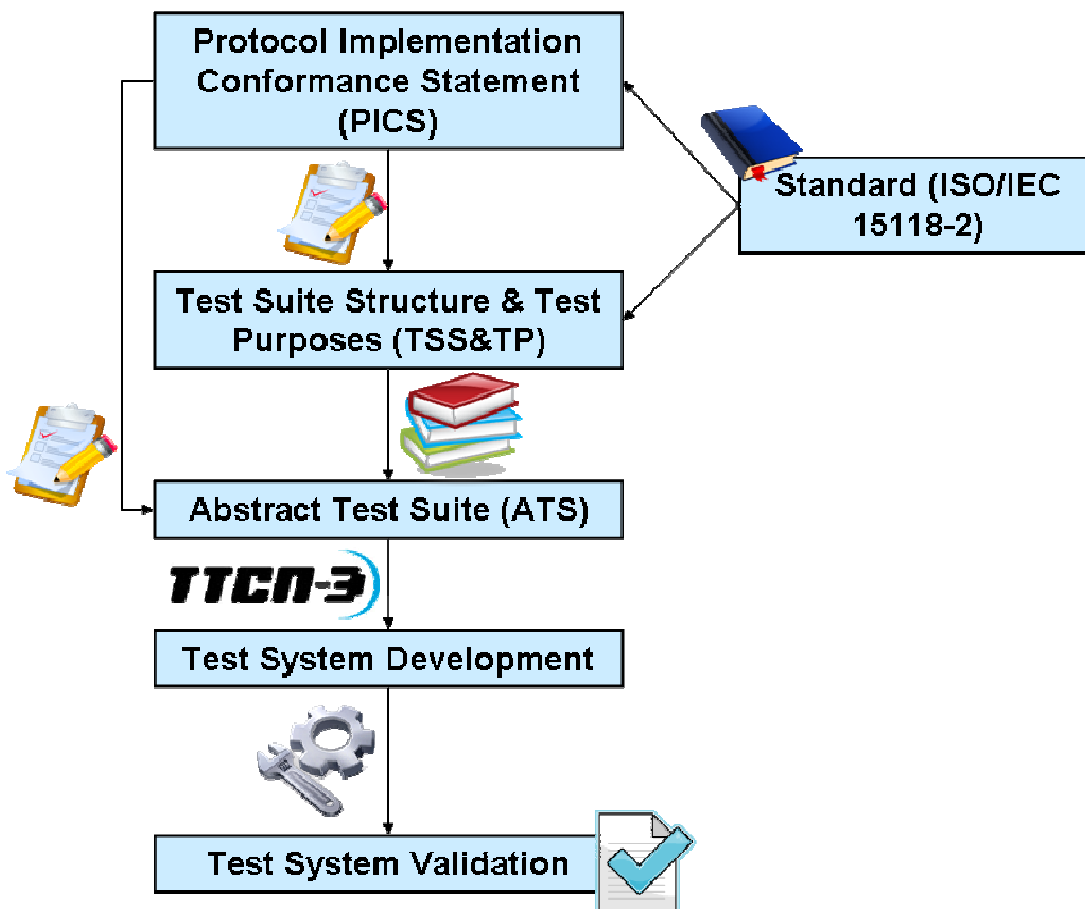 Protocol Implementation
Conformance Statement
(PICS)
Standard (ISO/IEC
15118-2)
Test Suite Structure & Test
Purposes (TSS&TP)
Abstract Test Suite (ATS)
TTCN-3
Test System Development
Test System Validation